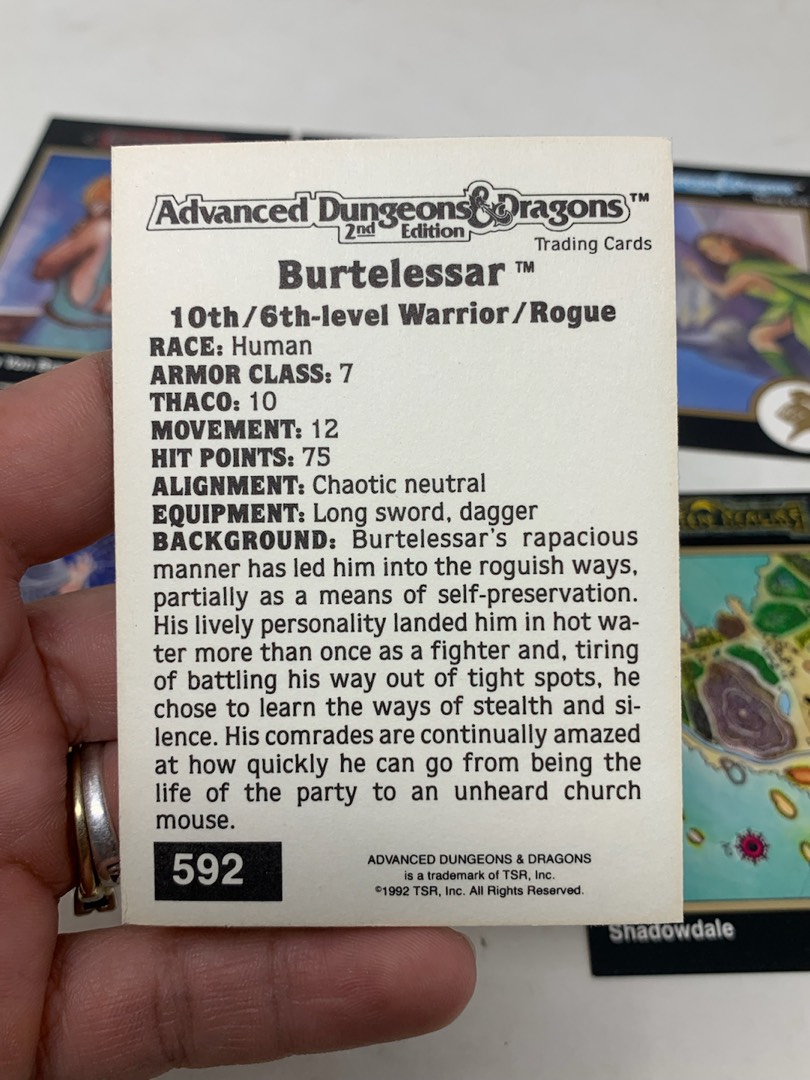 Advanced Dungeons & Dragons™
2nd Edition
Trading Cards
Burtelessar ™
10th/6th-level Warrior/Rogue
RACE: Human
ARMOR CLASS: 7
THACO: 10
MOVEMENT: 12
HIT POINTS: 75
ALIGNMENT: Chaotic neutral
EQUIPMENT: Long sword, dagger
BACKGROUND: Burtelessar's rapacious
manner has led him into the roguish ways,
partially as a means of self-preservation.
His lively personality landed him in hot wa-
ter more than once as a fighter and, tiring
of battling his way out of tight spots, he
chose to learn the ways of stealth and si-
lence. His comrades are continually amazed
at how quickly he can go from being the
life of the party to an unheard church
mouse.
592
ADVANCED DUNGEONS & DRAGONS
is a trademark of TSR, Inc.
©1992 TSR, Inc. All Rights Reserved.
Shadowdale